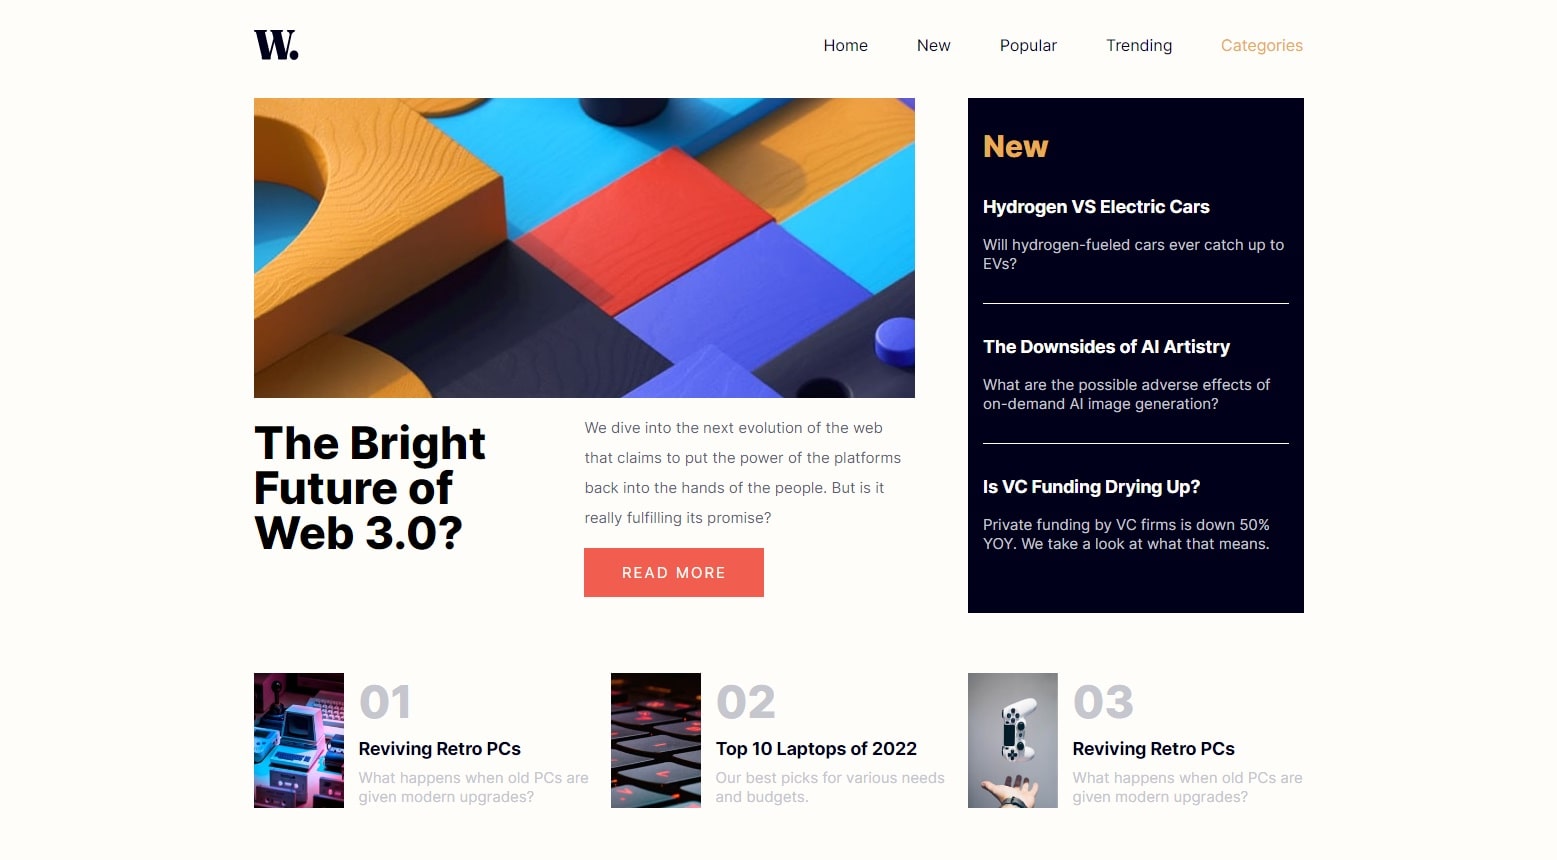 W.
Home
New
Popular
Trending
Categories
The Bright
Future of
Web 3.0?
We dive into the next evolution of the web
that claims to put the power of the platforms
back into the hands of the people. But is it
really fulfilling its promise?
READ MORE
New
Hydrogen VS Electric Cars
Will hydrogen-fueled cars ever catch up to
EVs?
The Downsides of AI Artistry
What are the possible adverse effects of
on-demand AI image generation?
Is VC Funding Drying Up?
Private funding by VC firms is down 50%
YOY. We take a look at what that means.
01
Reviving Retro PCs
What happens when old PCs are
given modern upgrades?
02
Top 10 Laptops of 2022
Our best picks for various needs
and budgets.
03
Reviving Retro PCs
What happens when old PCs are
given modern upgrades?